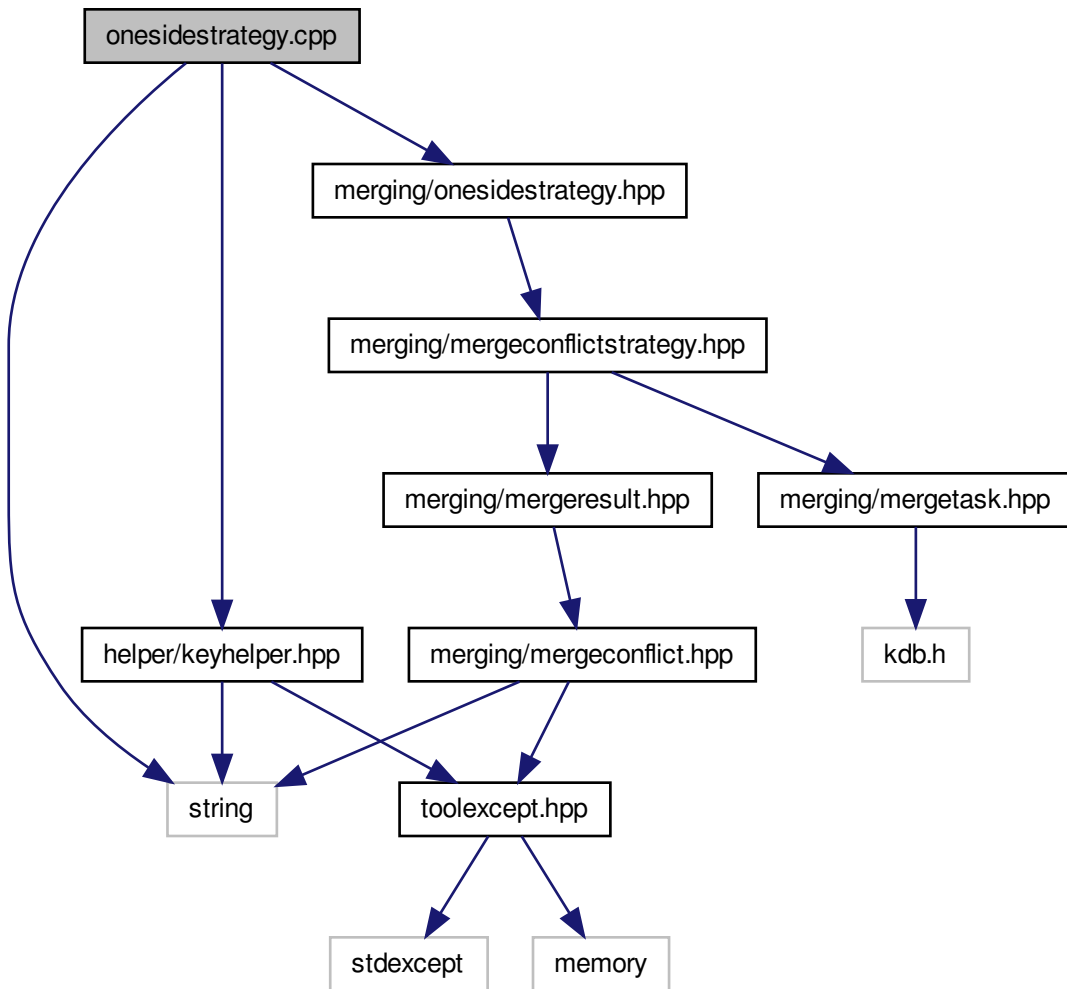 onesidestrategy.cpp
merging/onesidestrategy.hpp
merging/mergeconflictstrategy.hpp
merging/mergeresult.hpp
merging/mergetask.hpp
helper/keyhelper.hpp
merging/mergeconflict.hpp
kdb.h
string
toolexcept.hpp
stdexcept
memory